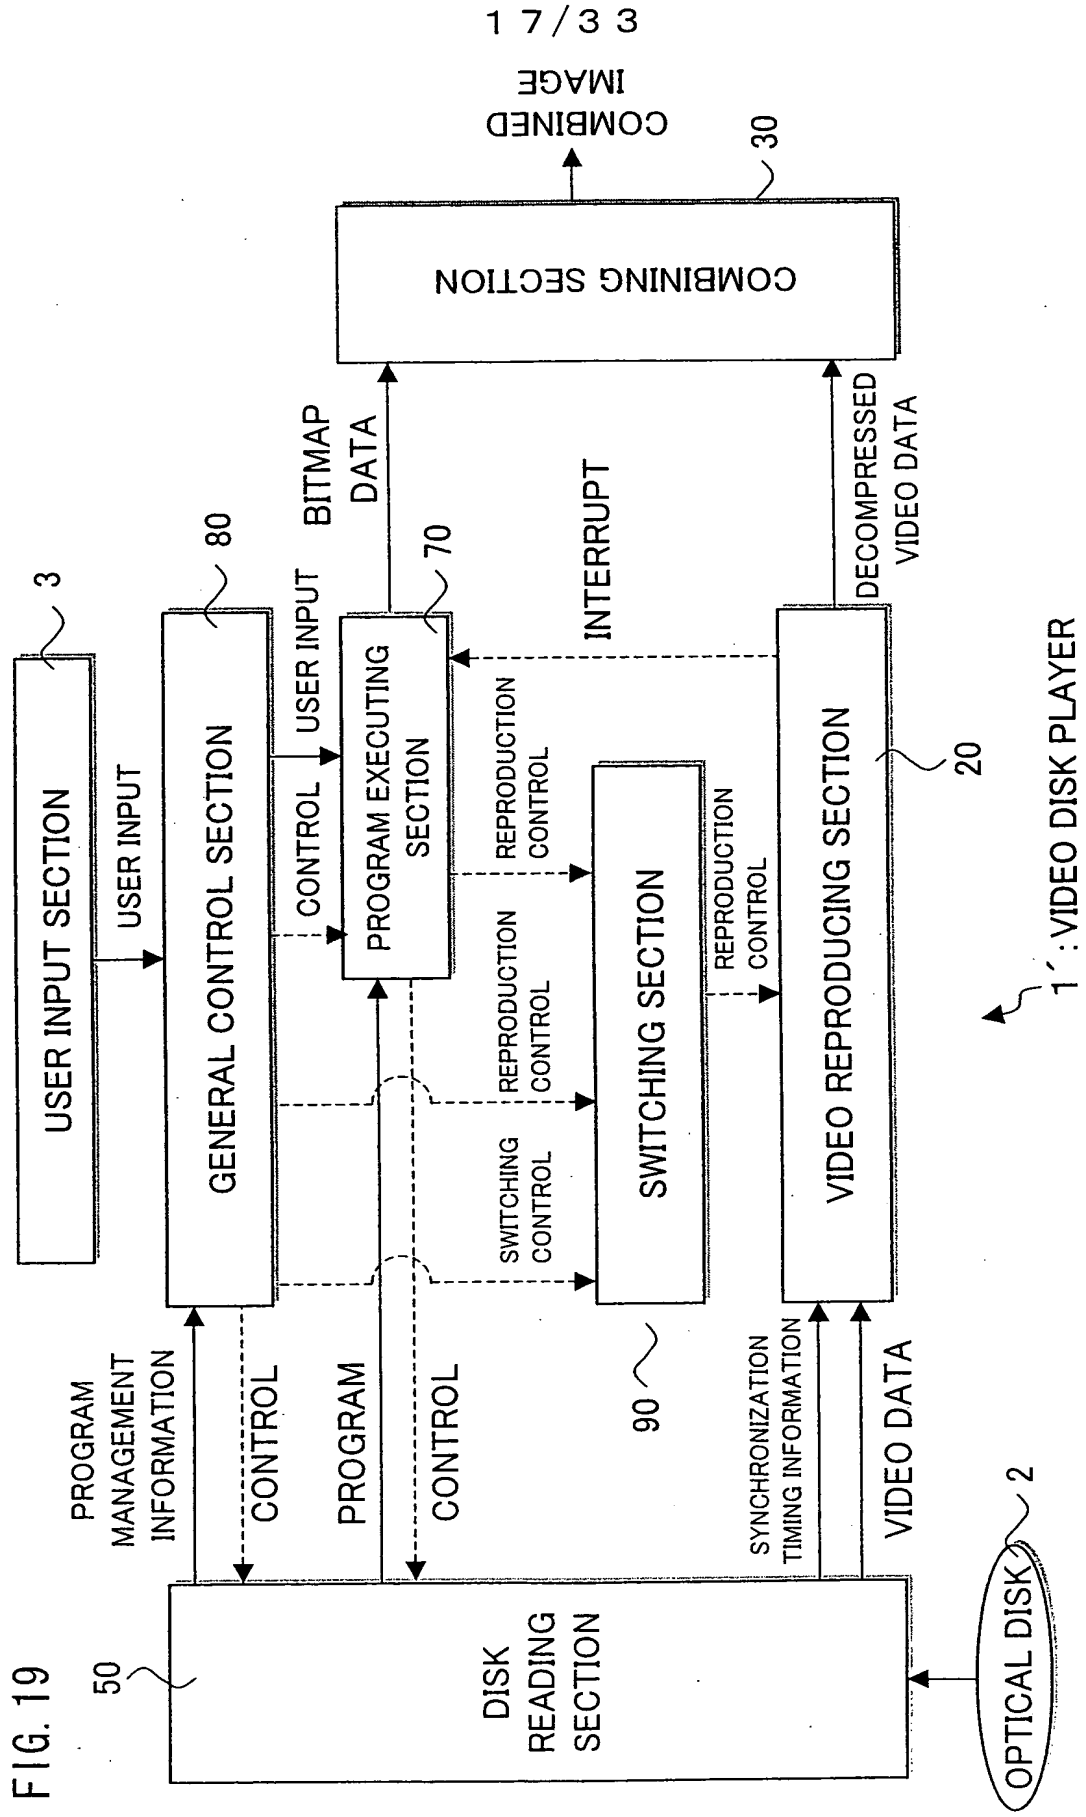 17/33
FIG. 19
USER INPUT SECTION
3
USER INPUT
GENERAL CONTROL SECTION
80
PROGRAM
MANAGEMENT
INFORMATION
CONTROL
CONTROL
USER INPUT
PROGRAM
CONTROL
PROGRAM EXECUTING
SECTION
70
BITMAP
DATA
SWITCHING
CONTROL
REPRODUCTION
CONTROL
REPRODUCTION
CONTROL
INTERRUPT
SWITCHING SECTION
90
REPRODUCTION
CONTROL
50
DISK
READING
SECTION
SYNCHRONIZATION
TIMING INFORMATION
VIDEO DATA
VIDEO REPRODUCING SECTION
20
DECOMPRESSED
VIDEO DATA
COMBINING SECTION
30
COMBINED
IMAGE
OPTICAL DISK
2
1´: VIDEO DISK PLAYER